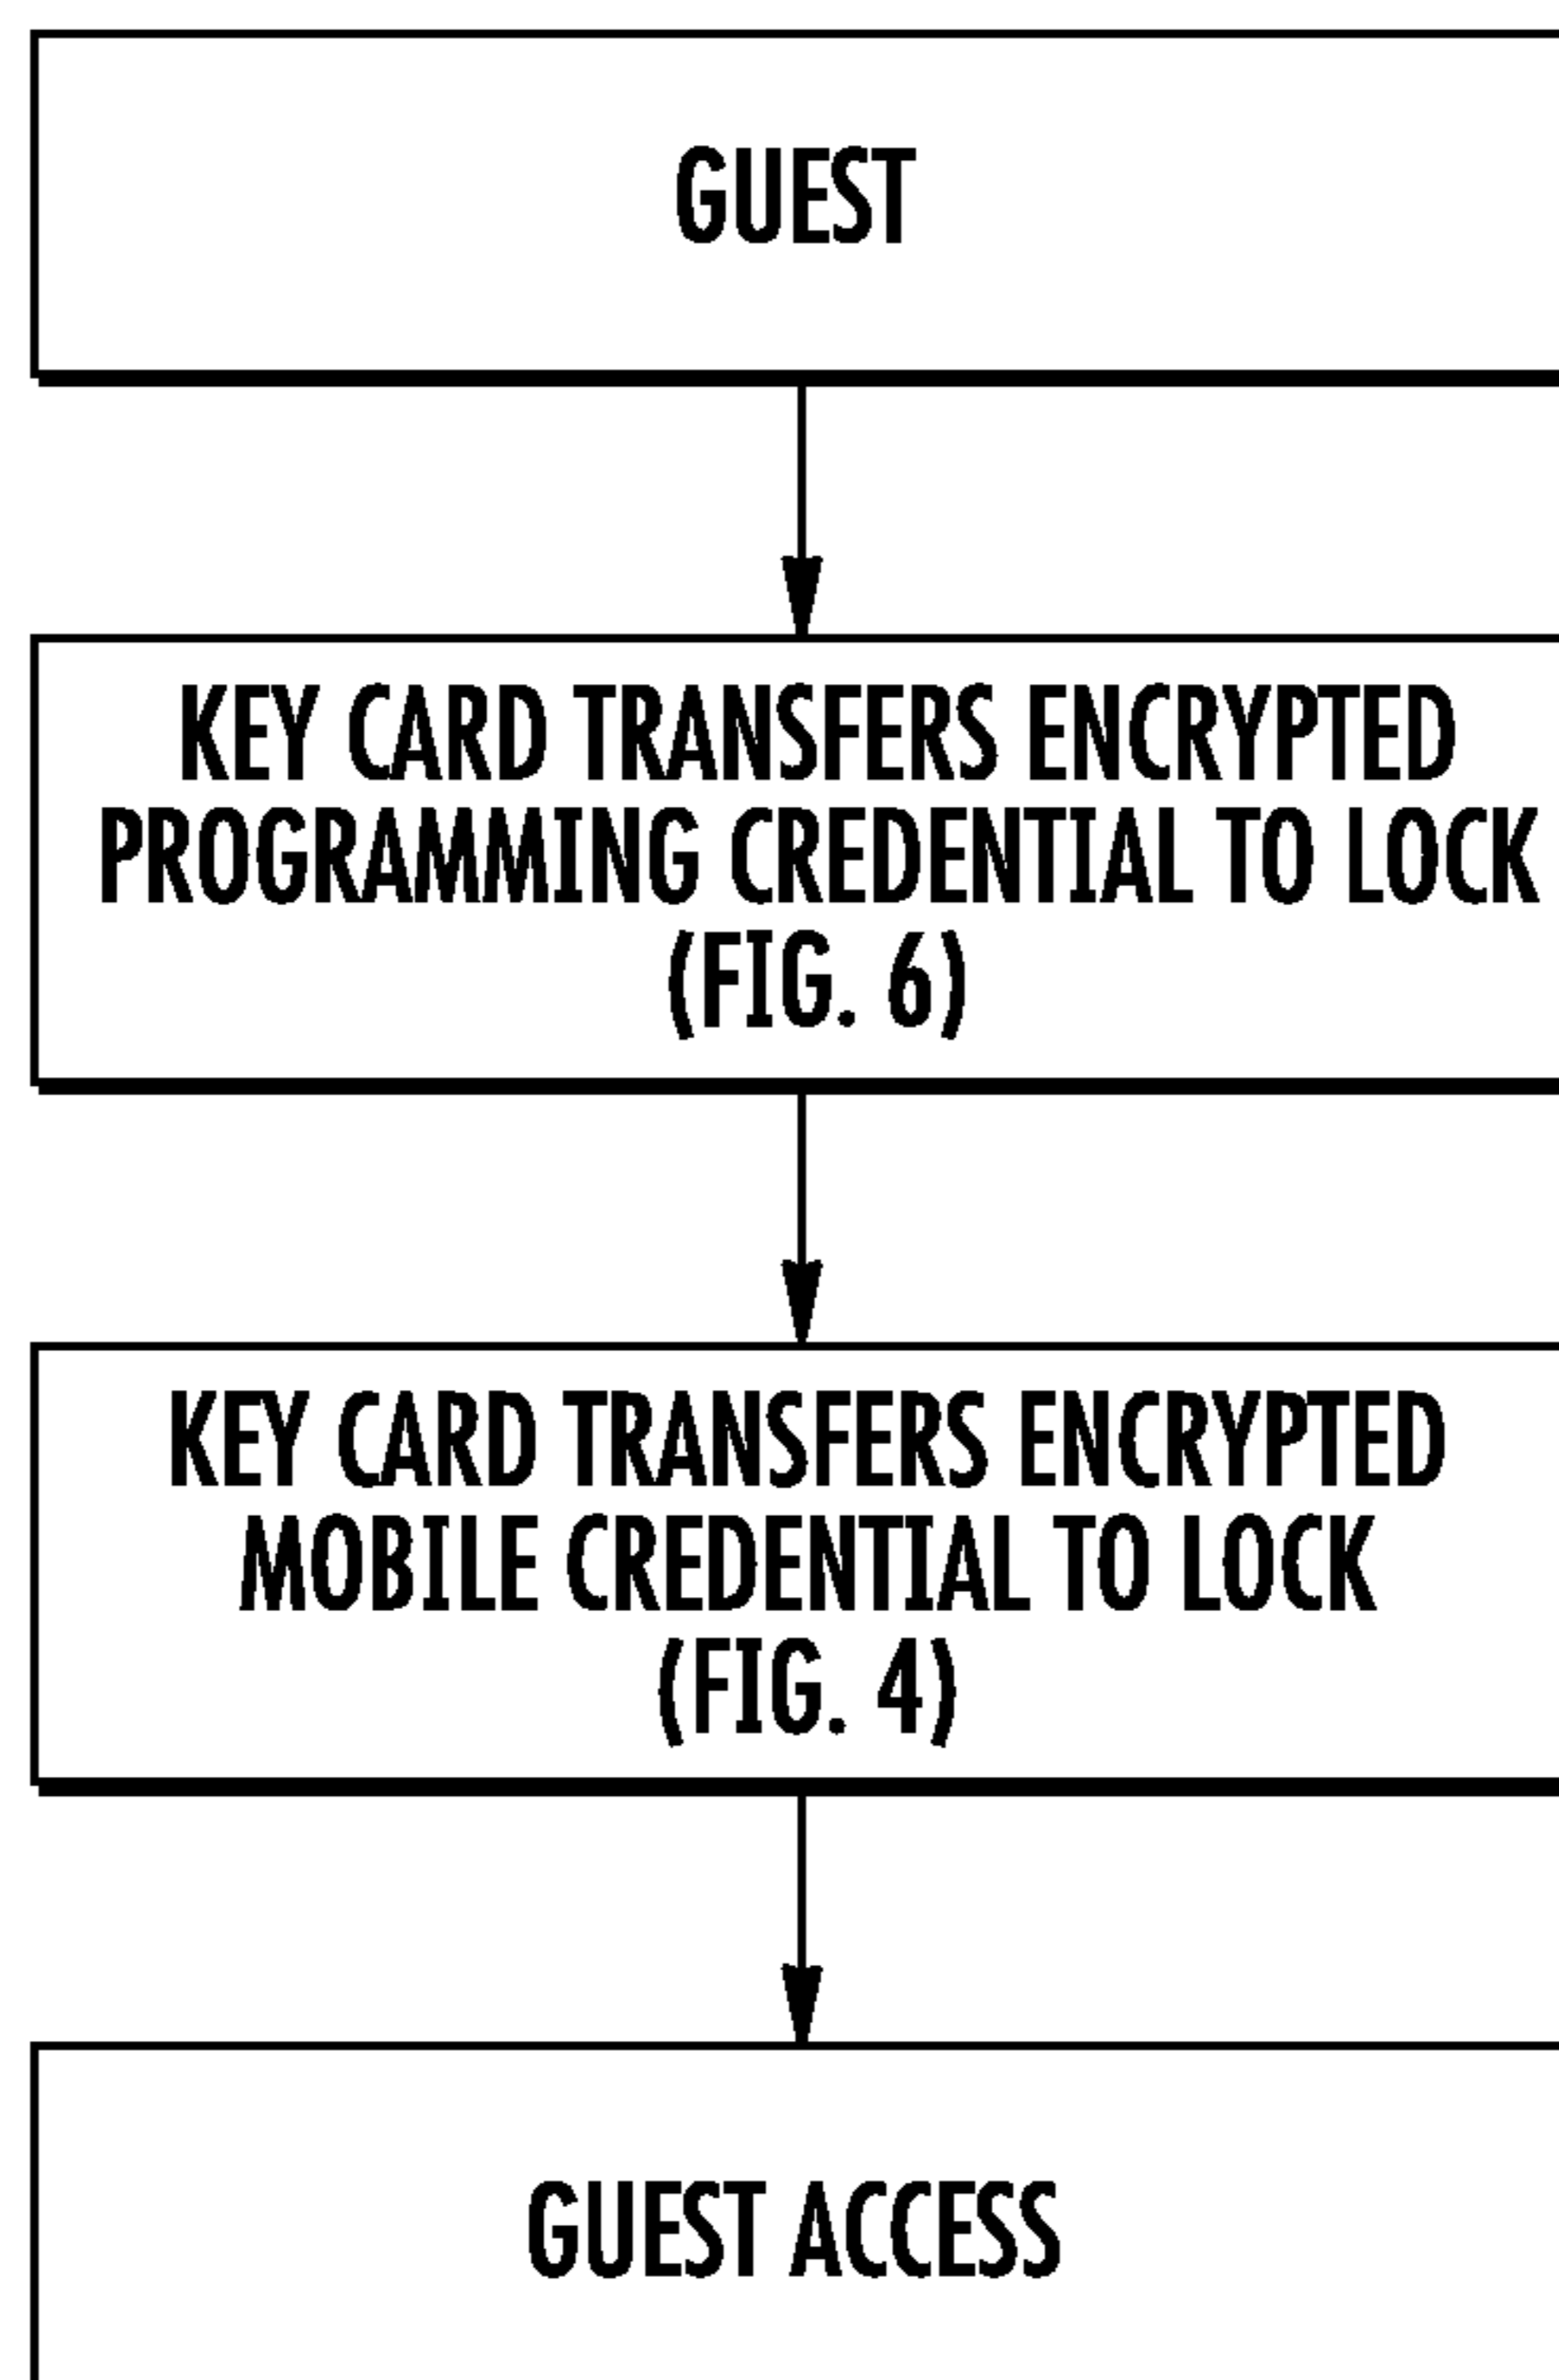 GUEST
KEY CARD TRANSFERS ENCRYPTED
PROGRAMMING CREDENTIAL TO LOCK
(FIG. 6)
KEY CARD TRANSFERS ENCRYPTED
MOBILE CREDENTIAL TO LOCK
(FIG. 4)
GUEST ACCESS